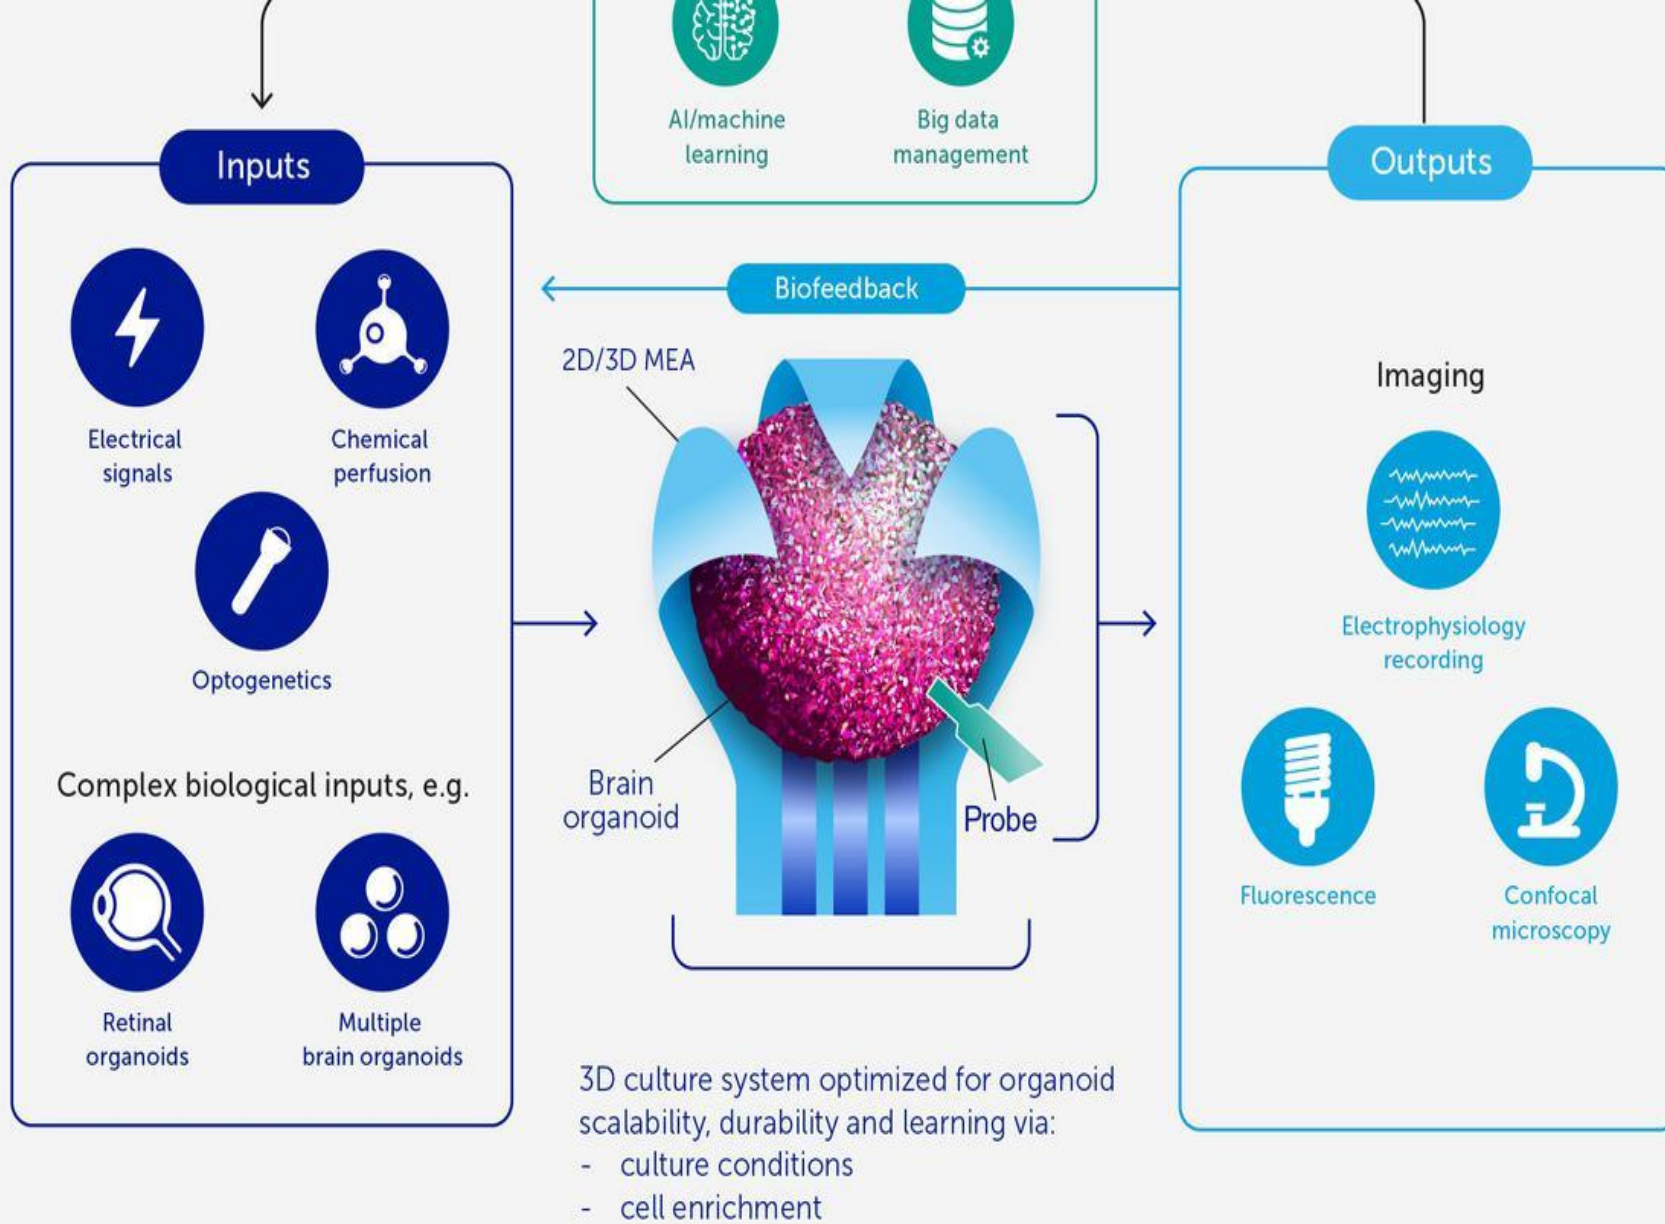 AI/machine
learning
Big data
management
Inputs
Outputs
Biofeedback
Electrical
signals
Chemical
perfusion
Optogenetics
Complex biological inputs, e.g.
Retinal
organoids
Multiple
brain organoids
2D/3D MEA
Brain
organoid
Probe
3D culture system optimized for organoid
scalability, durability and learning via:
- culture conditions
- cell enrichment
Imaging
Electrophysiology
recording
Fluorescence
Confocal
microscopy